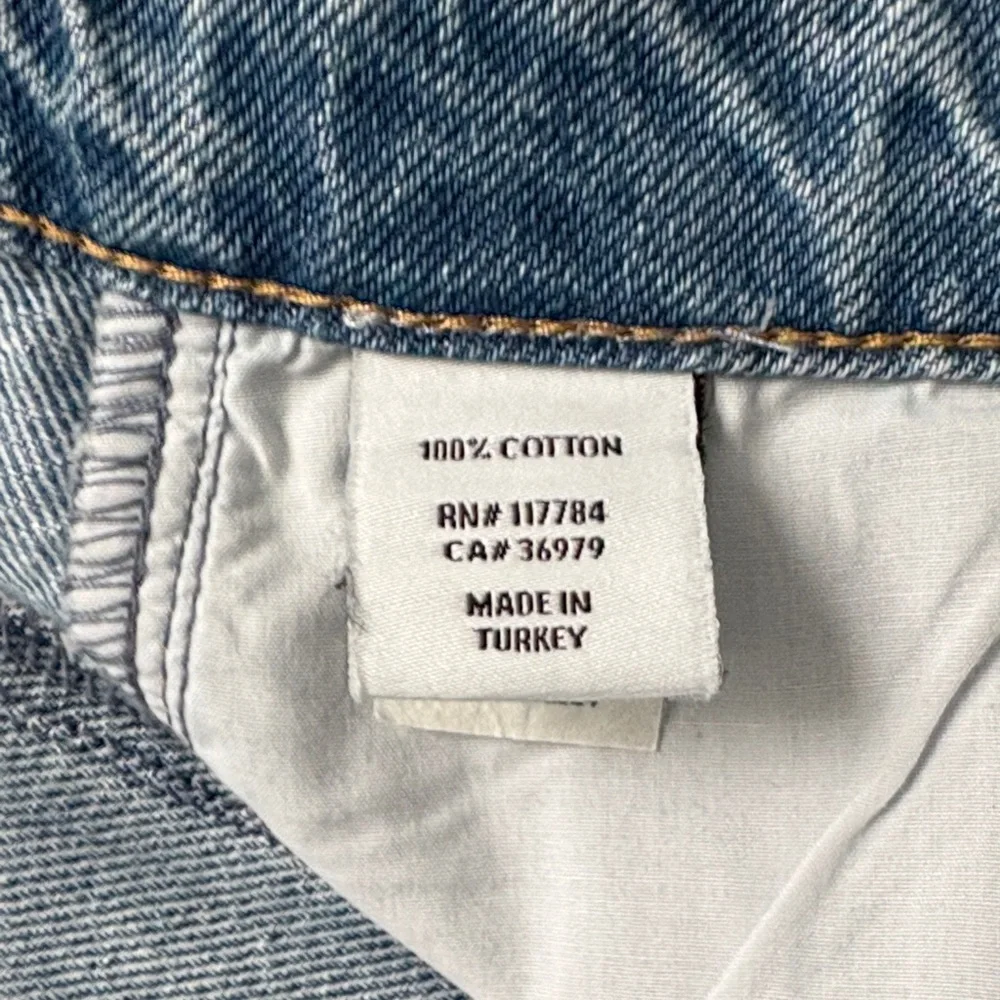 100% COTTON
RN# 117784
CA# 36979
MADE IN
TURKEY